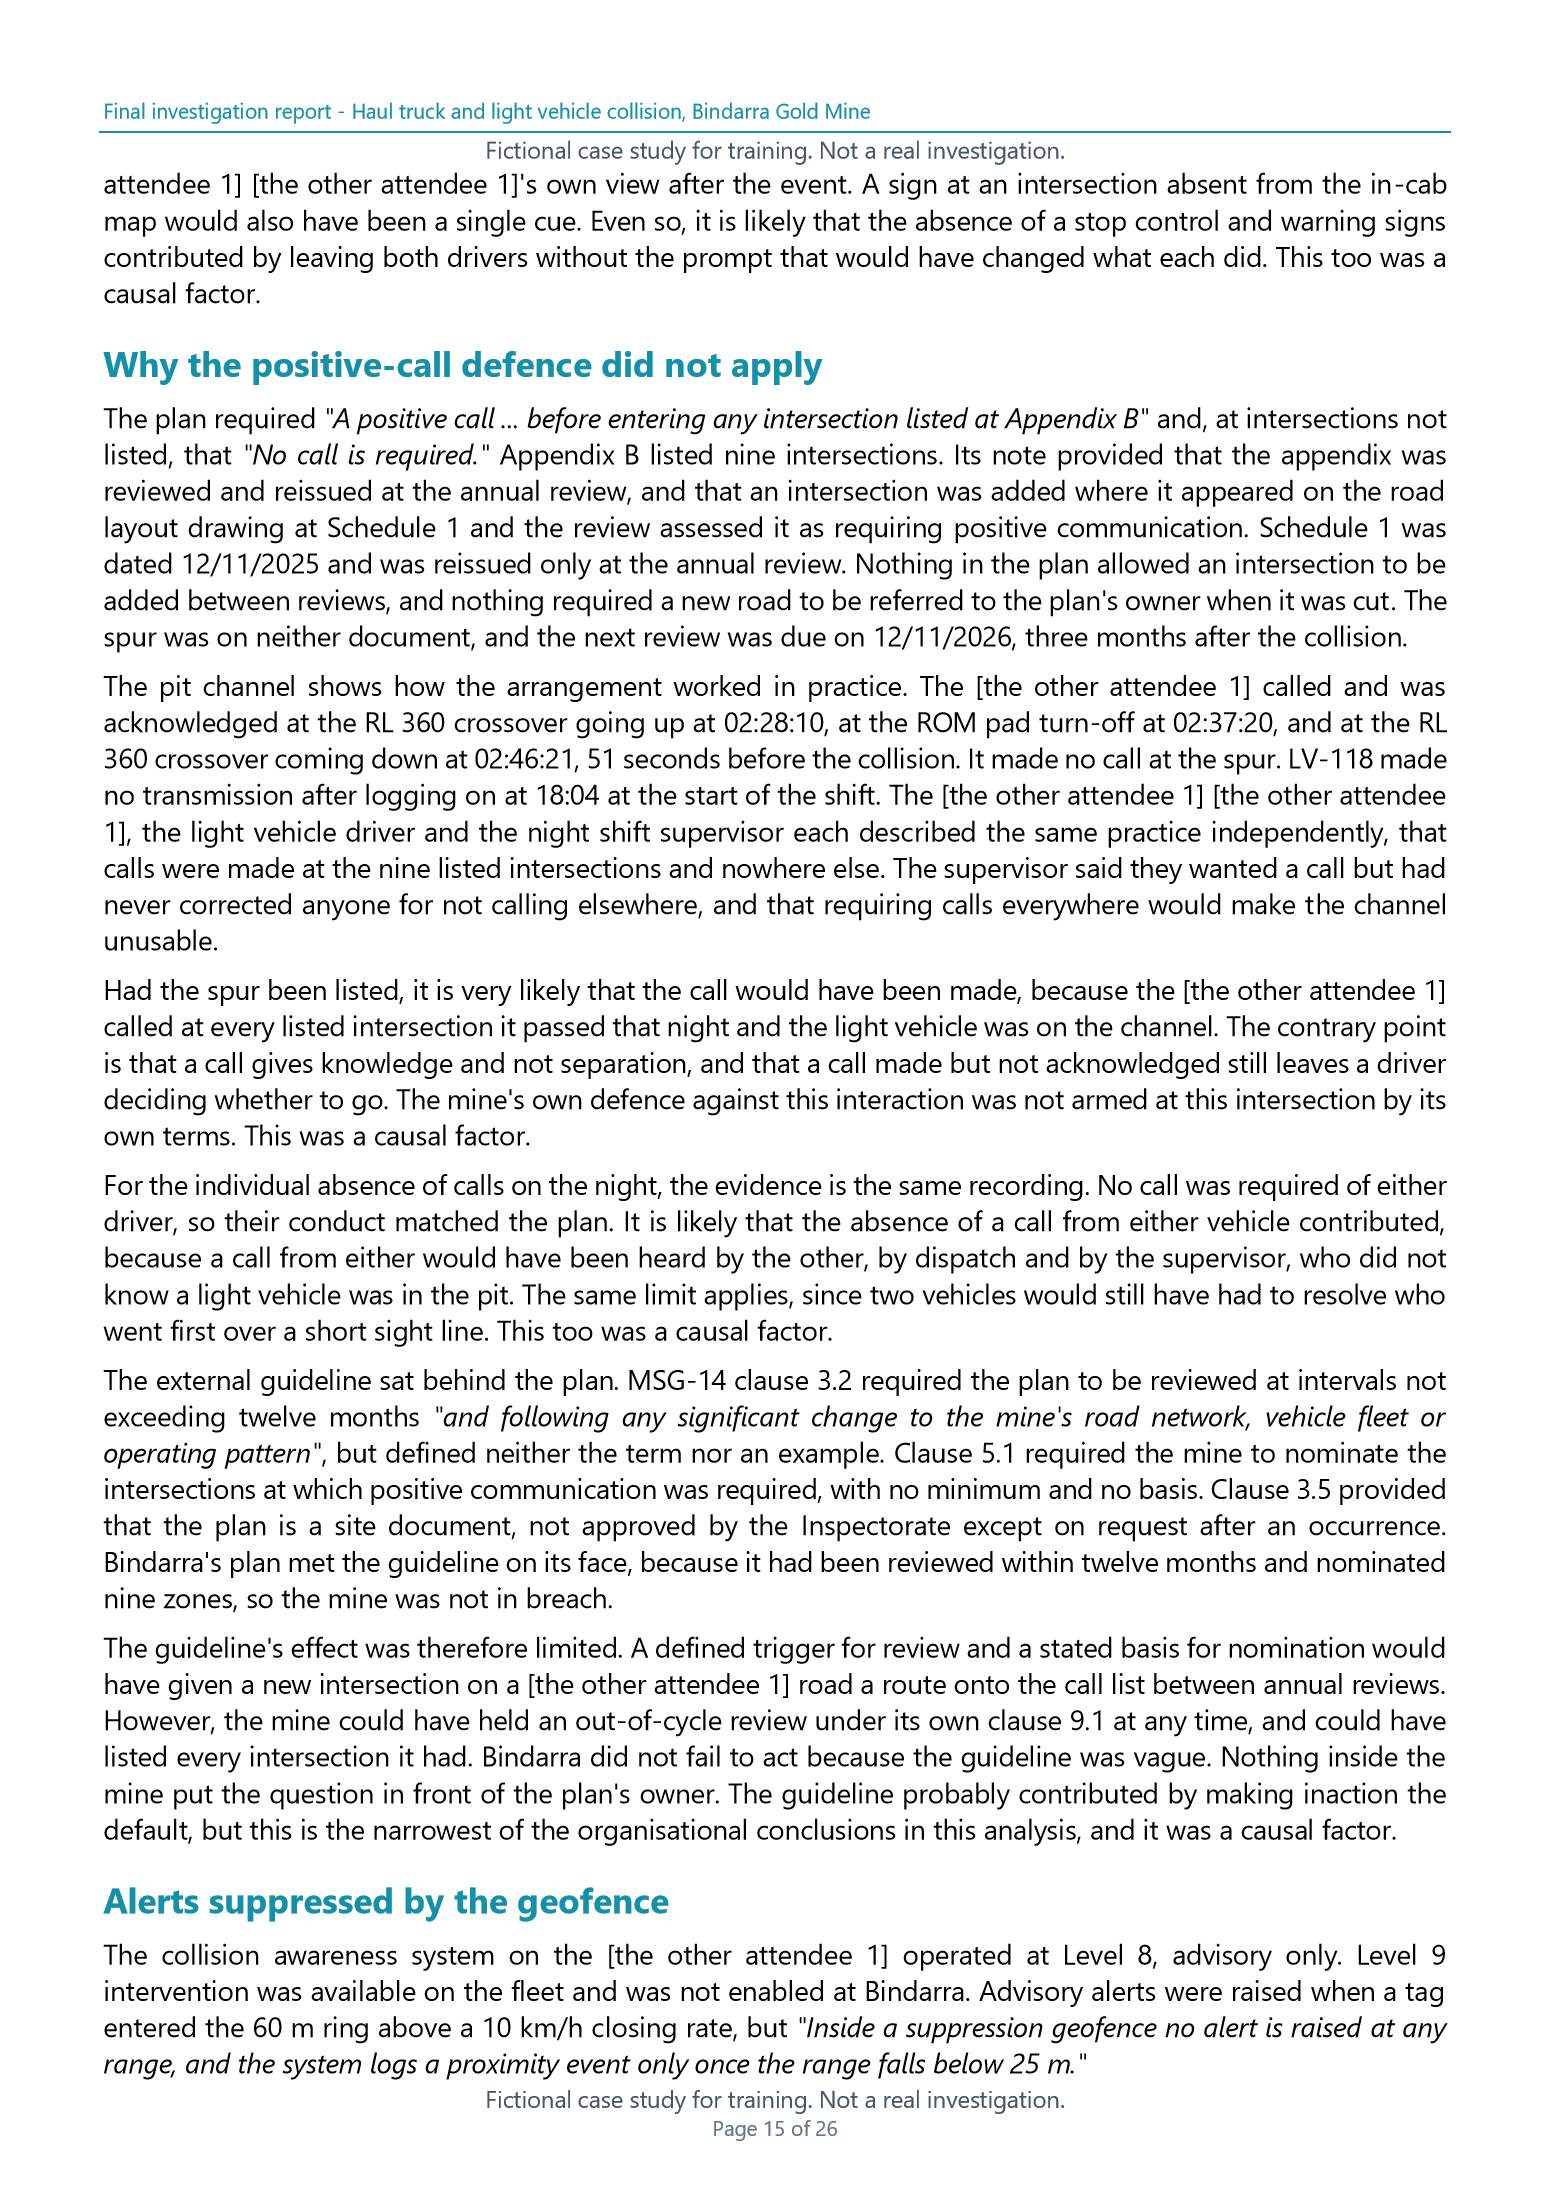 Final investigation report - Haul truck and light vehicle collision, Bindarra Gold Mine
Fictional case study for training. Not a real investigation.
attendee 1] [the other attendee 1]'s own view after the event. A sign at an intersection absent from the in-cab
map would also have been a single cue. Even so, it is likely that the absence of a stop control and warning signs
contributed by leaving both drivers without the prompt that would have changed what each did. This too was a
causal factor.
Why the positive-call defence did not apply
The plan required "A positive call ... before entering any intersection listed at Appendix B" and, at intersections not
listed, that "No call is required." Appendix B listed nine intersections. Its note provided that the appendix was
reviewed and reissued at the annual review, and that an intersection was added where it appeared on the road
layout drawing at Schedule 1 and the review assessed it as requiring positive communication. Schedule 1 was
dated 12/11/2025 and was reissued only at the annual review. Nothing in the plan allowed an intersection to be
added between reviews, and nothing required a new road to be referred to the plan's owner when it was cut. The
spur was on neither document, and the next review was due on 12/11/2026, three months after the collision.
The pit channel shows how the arrangement worked in practice. The [the other attendee 1] called and was
acknowledged at the RL 360 crossover going up at 02:28:10, at the ROM pad turn-off at 02:37:20, and at the RL
360 crossover coming down at 02:46:21, 51 seconds before the collision. It made no call at the spur. LV-118 made
no transmission after logging on at 18:04 at the start of the shift. The [the other attendee 1] [the other attendee
1], the light vehicle driver and the night shift supervisor each described the same practice independently, that
calls were made at the nine listed intersections and nowhere else. The supervisor said they wanted a call but had
never corrected anyone for not calling elsewhere, and that requiring calls everywhere would make the channel
unusable.
Had the spur been listed, it is very likely that the call would have been made, because the [the other attendee 1]
called at every listed intersection it passed that night and the light vehicle was on the channel. The contrary point
is that a call gives knowledge and not separation, and that a call made but not acknowledged still leaves a driver
deciding whether to go. The mine's own defence against this interaction was not armed at this intersection by its
own terms. This was a causal factor.
For the individual absence of calls on the night, the evidence is the same recording. No call was required of either
driver, so their conduct matched the plan. It is likely that the absence of a call from either vehicle contributed,
because a call from either would have been heard by the other, by dispatch and by the supervisor, who did not
know a light vehicle was in the pit. The same limit applies, since two vehicles would still have had to resolve who
went first over a short sight line. This too was a causal factor.
The external guideline sat behind the plan. MSG-14 clause 3.2 required the plan to be reviewed at intervals not
exceeding twelve months "and following any significant change to the mine's road network, vehicle fleet or
operating pattern", but defined neither the term nor an example. Clause 5.1 required the mine to nominate the
intersections at which positive communication was required, with no minimum and no basis. Clause 3.5 provided
that the plan is a site document, not approved by the Inspectorate except on request after an occurrence.
Bindarra's plan met the guideline on its face, because it had been reviewed within twelve months and nominated
nine zones, so the mine was not in breach.
The guideline's effect was therefore limited. A defined trigger for review and a stated basis for nomination would
have given a new intersection on a [the other attendee 1] road a route onto the call list between annual reviews.
However, the mine could have held an out-of-cycle review under its own clause 9.1 at any time, and could have
listed every intersection it had. Bindarra did not fail to act because the guideline was vague. Nothing inside the
mine put the question in front of the plan's owner. The guideline probably contributed by making inaction the
default, but this is the narrowest of the organisational conclusions in this analysis, and it was a causal factor.
Alerts suppressed by the geofence
The collision awareness system on the [the other attendee 1] operated at Level 8, advisory only. Level 9
intervention was available on the fleet and was not enabled at Bindarra. Advisory alerts were raised when a tag
entered the 60 m ring above a 10 km/h closing rate, but "Inside a suppression geofence no alert is raised at any
range, and the system logs a proximity event only once the range falls below 25 m."
Fictional case study for training. Not a real investigation.
Page 15 of 26